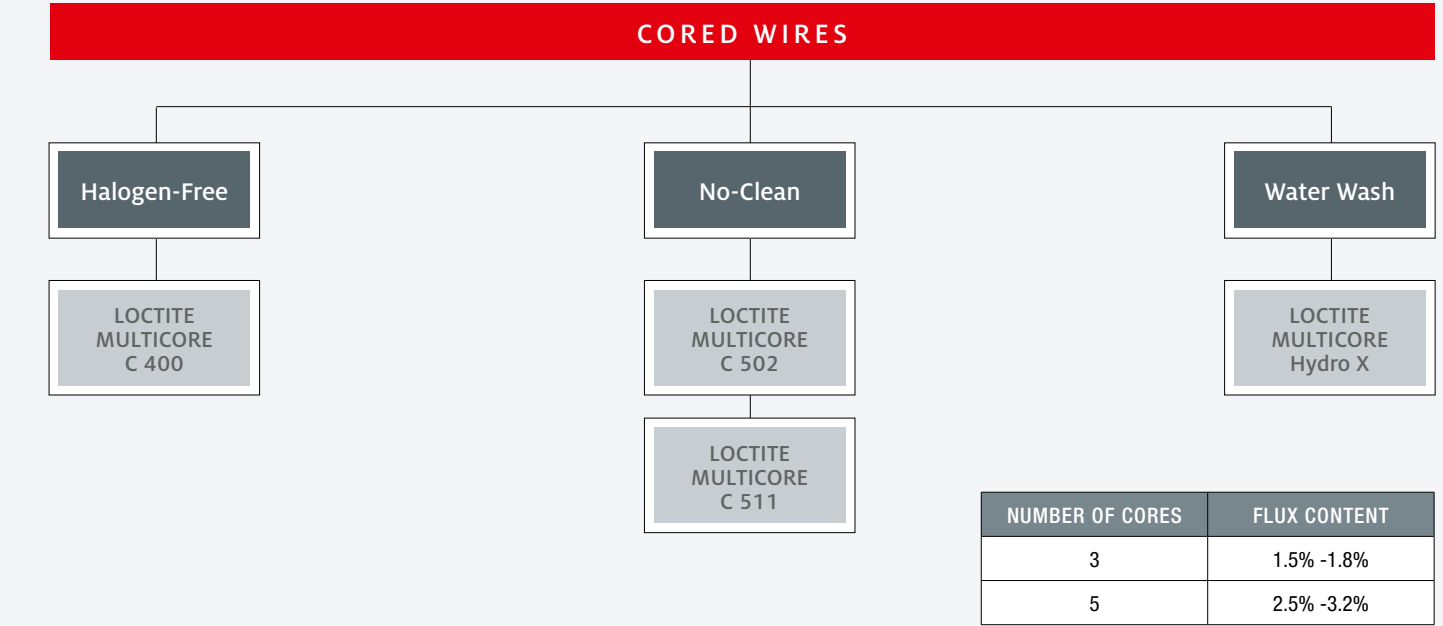 CORED WIRES
Halogen-Free
No-Clean
Water Wash
LOCTITE
MULTICORE
C 400
LOCTITE
MULTICORE
C 502
LOCTITE
MULTICORE
Hydro X
LOCTITE
MULTICORE
C 511
NUMBER OF CORES FLUX CONTENT
3 1.5% -1.8%
5 2.5% -3.2%